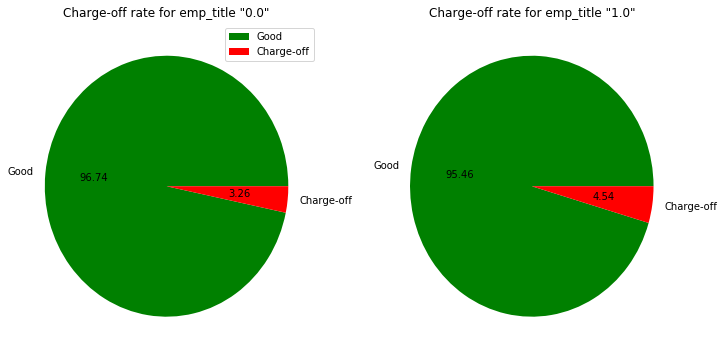 Charge-off rate for emp_title "0.0"
Good
Charge-off
Good
96.74
3.26
Charge-off
Charge-off rate for emp_title "1.0"
Good
95.46
4.54
Charge-off